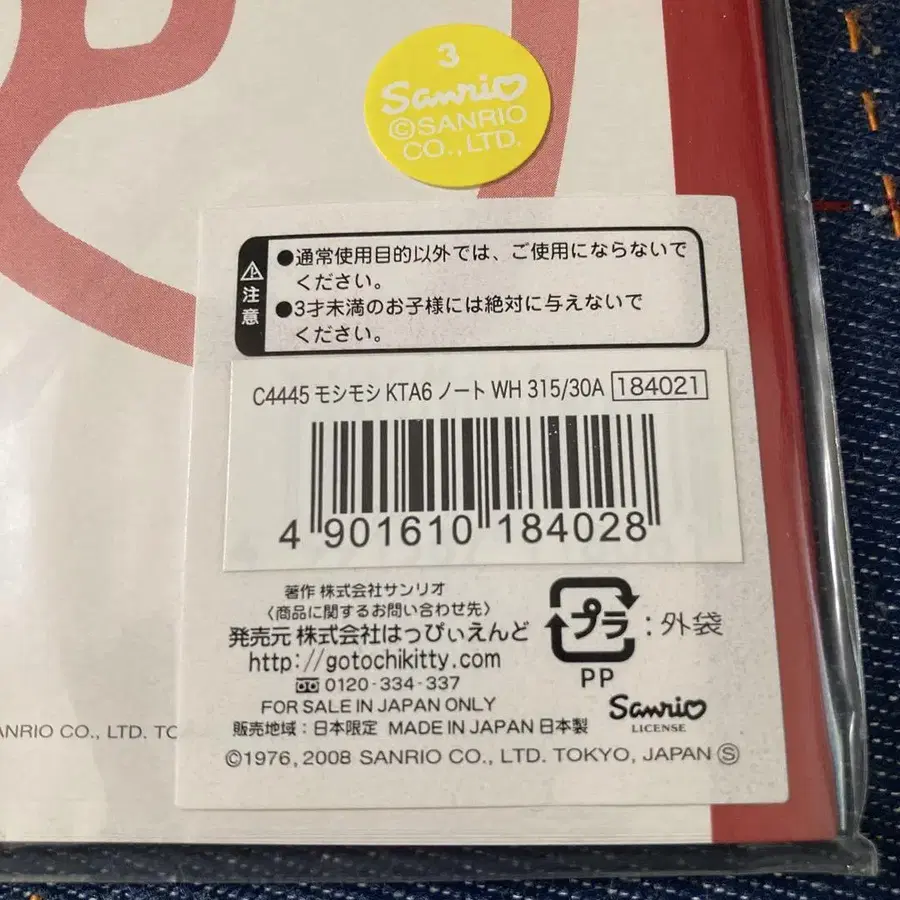 3
Sanrio
©SANRIO
CO.,LTD.
注意
●通常使用目的以外では、ご使用にならないで
ください。
●3才未満のお子様には絶対に与えないで
ください。
C4445 モシモシ KTA6 ノート WH 315/30A 184021
4 901610 184028
著作 株式会社サンリオ
〈商品に関するお問い合わせ先〉
発売元 株式会社はっぴぃえんど
http://gotochikitty.com
0120-334-337
FOR SALE IN JAPAN ONLY
販売地域:日本限定 MADE IN JAPAN 日本製
©1976, 2008 SANRIO CO., LTD. TOKYO, JAPAN Ⓢ
プラ:外袋
PP
Sanrio
LICENSE
ANRIO CO., LTD. TO